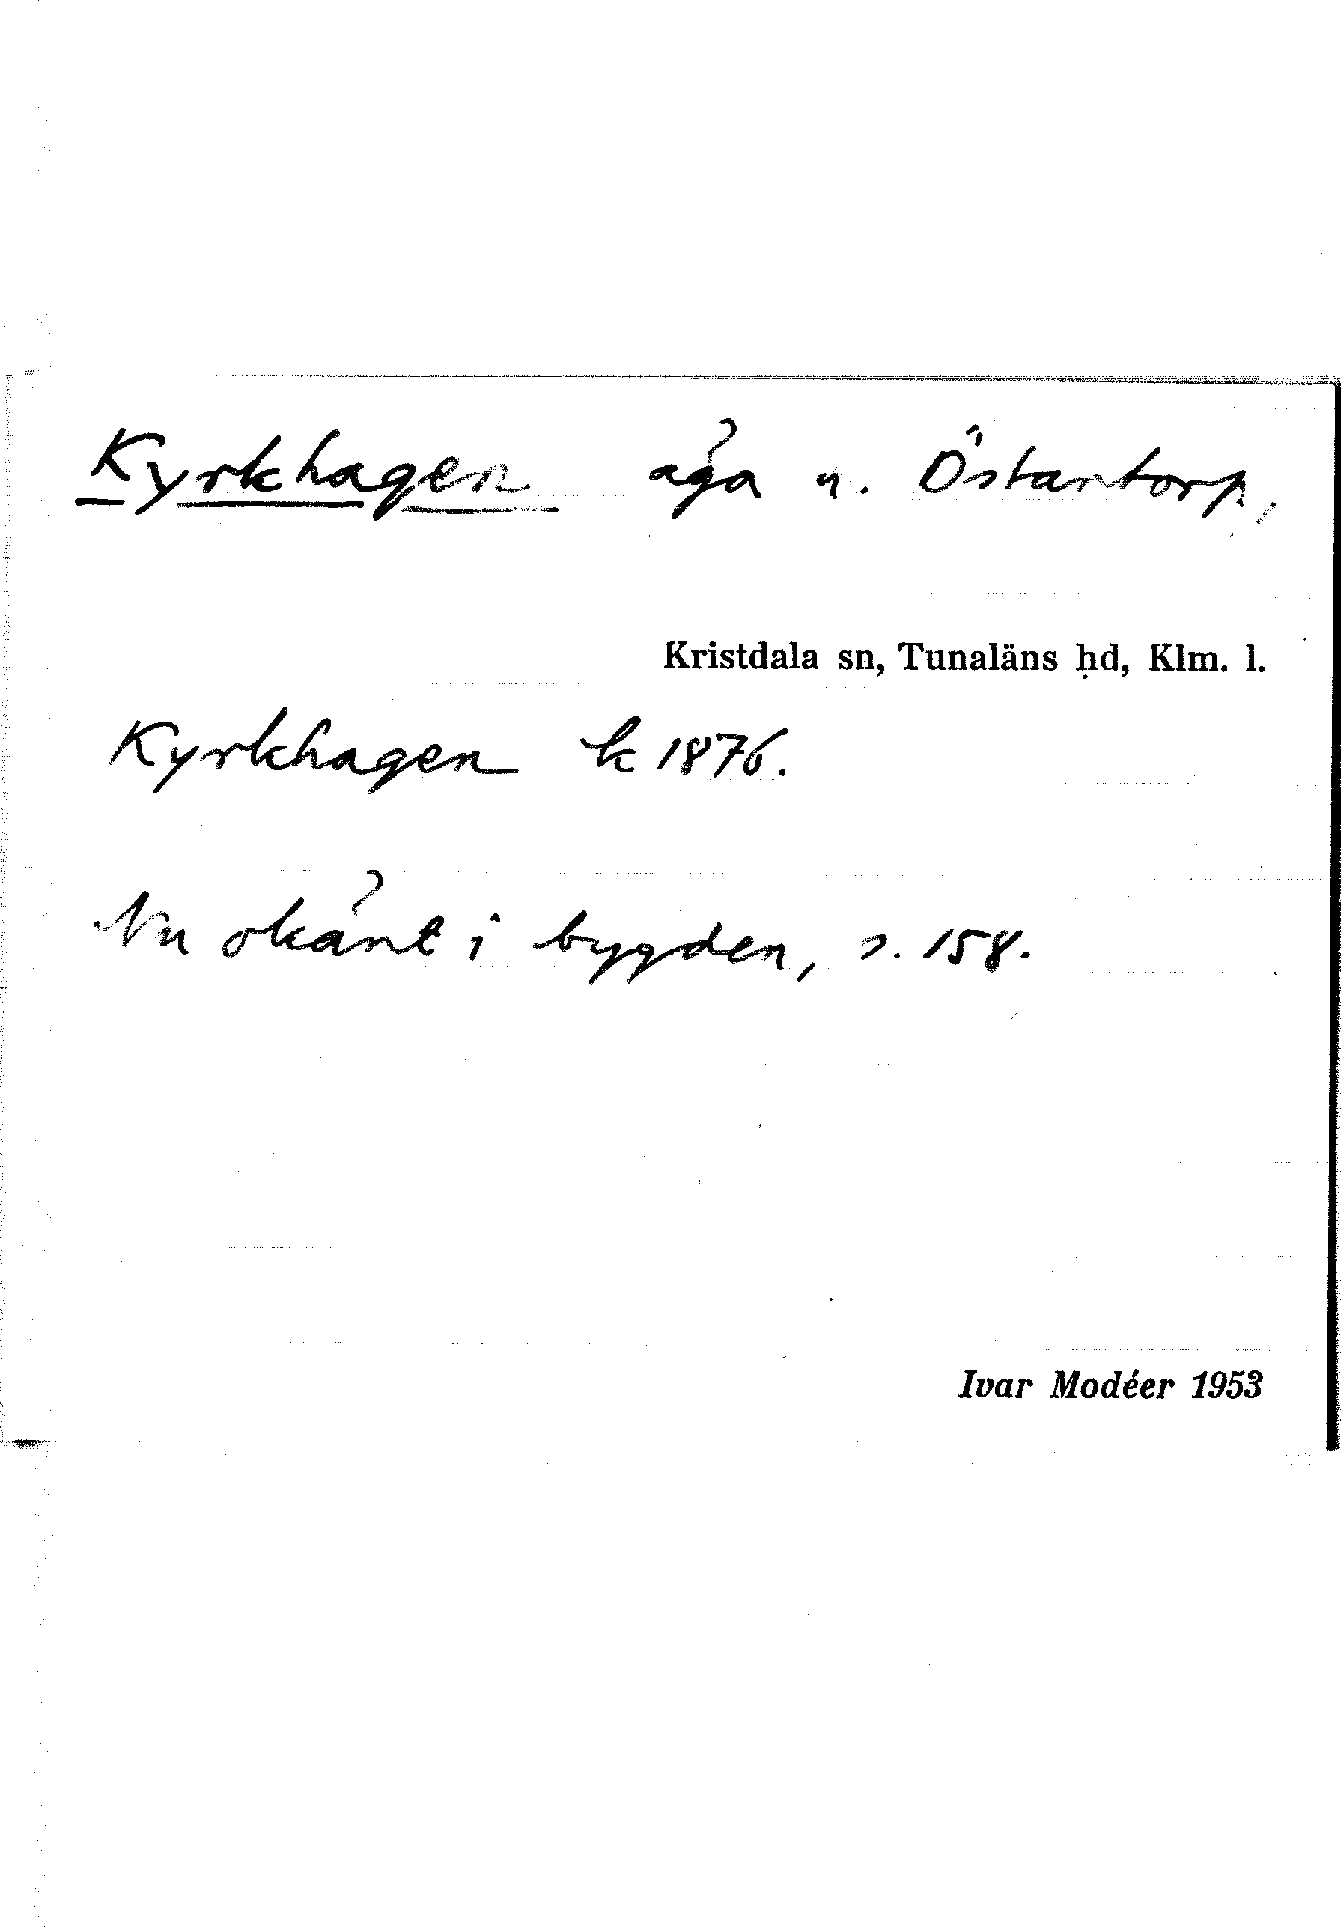 Kyrkhagen äga u. Östantorp,
Kristdala sn, Tunaläns hd, Klm. l.
Kyrkhagen k 1876.
Nu okänt i bygden, s. 158.
Ivar Modéer 1953